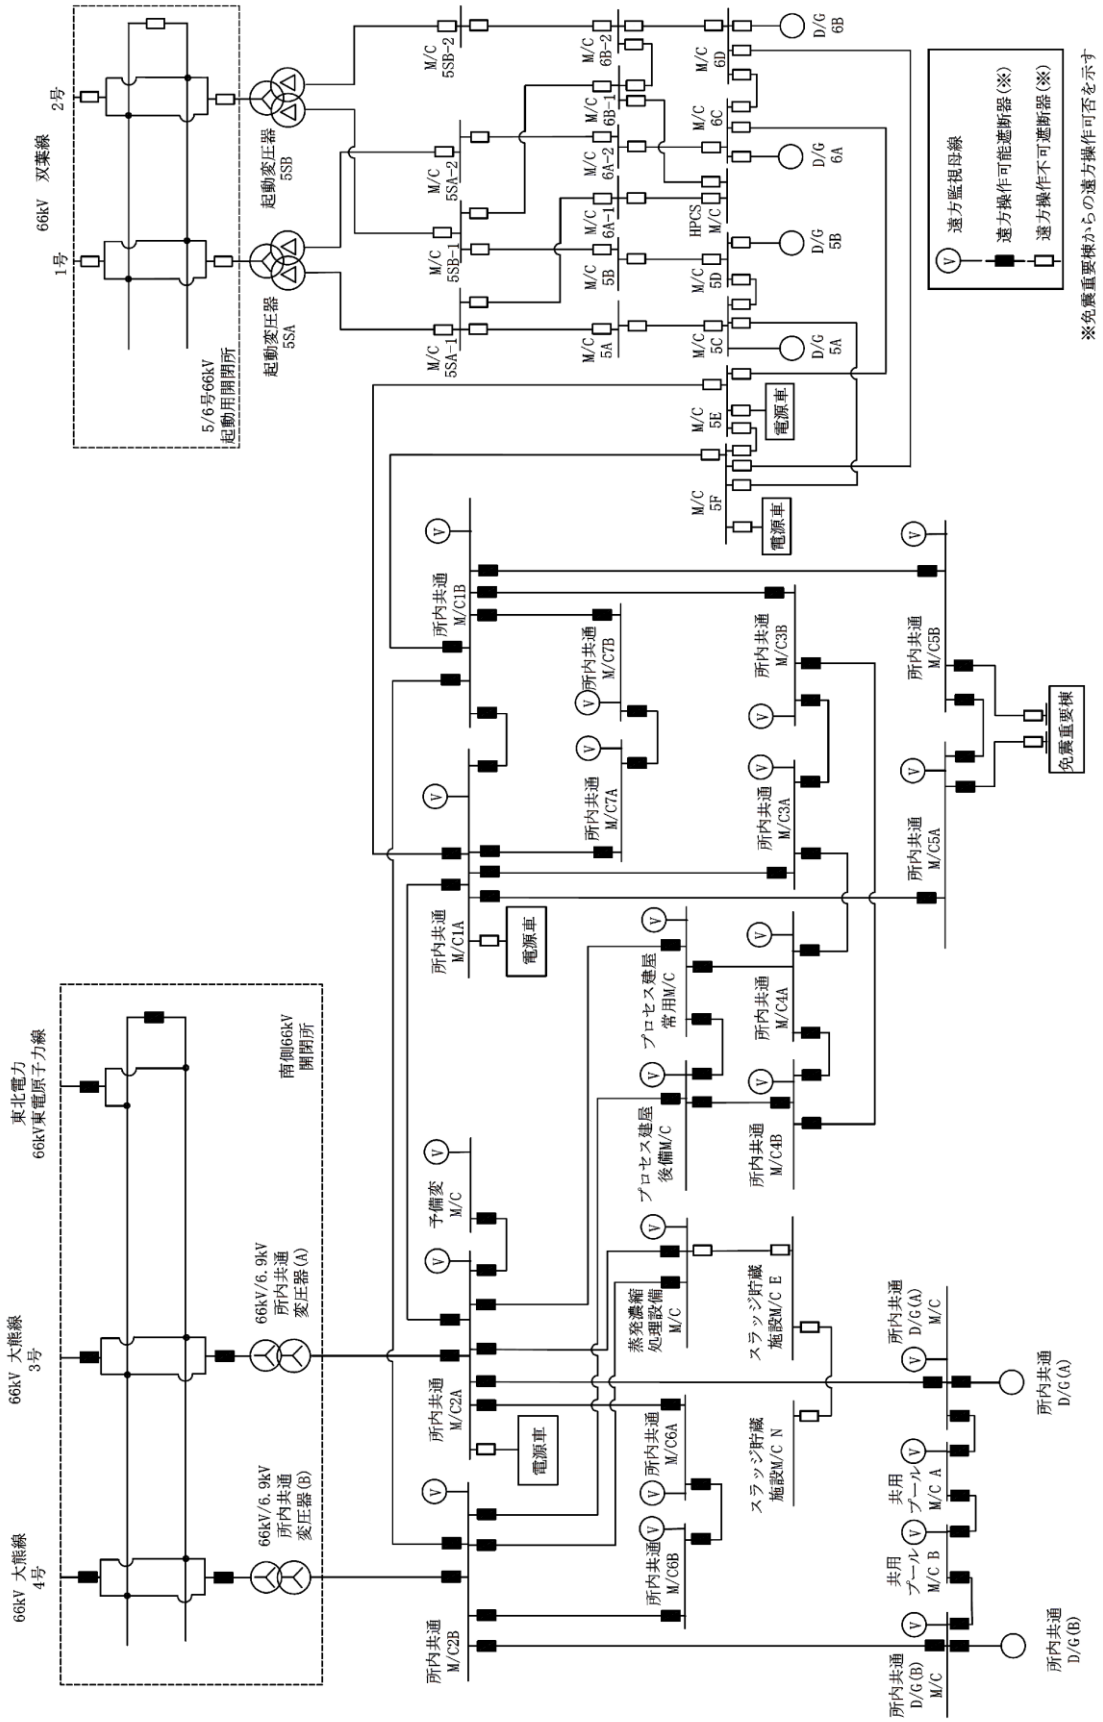 66kV 大熊線
4号
66kV 大熊線
3号
東北電力
66kV東電原子力線
66kV/6.9kV
所内共通
変圧器(B)
66kV/6.9kV
所内共通
変圧器(A)
南側66kV
開閉所
66kV 双葉線
1号
2号
5/6号66kV
起動用開閉所
起動変圧器
5SA
起動変圧器
5SB
所内共通
M/C2B
V
所内共通
M/C2A
V
電源車
予備変
M/C
V
所内共通
M/C1A
V
電源車
所内共通
M/C1B
V
M/C
5SA-1
M/C
5SB-1
M/C
5SA-2
M/C
5SB-2
所内共通
M/C6B
V
所内共通
M/C6A
V
蒸発濃縮
処理設備
M/C
V
プロセス建屋
後備M/C
V
プロセス建屋
常用M/C
V
所内共通
M/C7A
V
所内共通
M/C7B
V
M/C
5A
M/C
5B
M/C
6A-1
M/C
6A-2
M/C
6B-1
M/C
6B-2
スラッジ貯蔵
施設M/C N
スラッジ貯蔵
施設M/C E
所内共通
M/C4B
V
所内共通
M/C4A
V
所内共通
M/C3A
V
所内共通
M/C3B
V
M/C
5F
電源車
M/C
5E
電源車
M/C
5C
M/C
5D
HPCS
M/C
M/C
6C
M/C
6D
D/G
5A
D/G
5B
D/G
6A
D/G
6B
所内共通
D/G(B)
M/C
V
共用
プール
M/C B
V
共用
プール
M/C A
V
所内共通
D/G(A)
M/C
V
所内共通
M/C5A
V
所内共通
M/C5B
V
所内共通
D/G(B)
所内共通
D/G(A)
免震重要棟
V
遠方監視母線
遠方操作可能遮断器(※)
遠方操作不可遮断器(※)
※免震重要棟からの遠方操作可否を示す